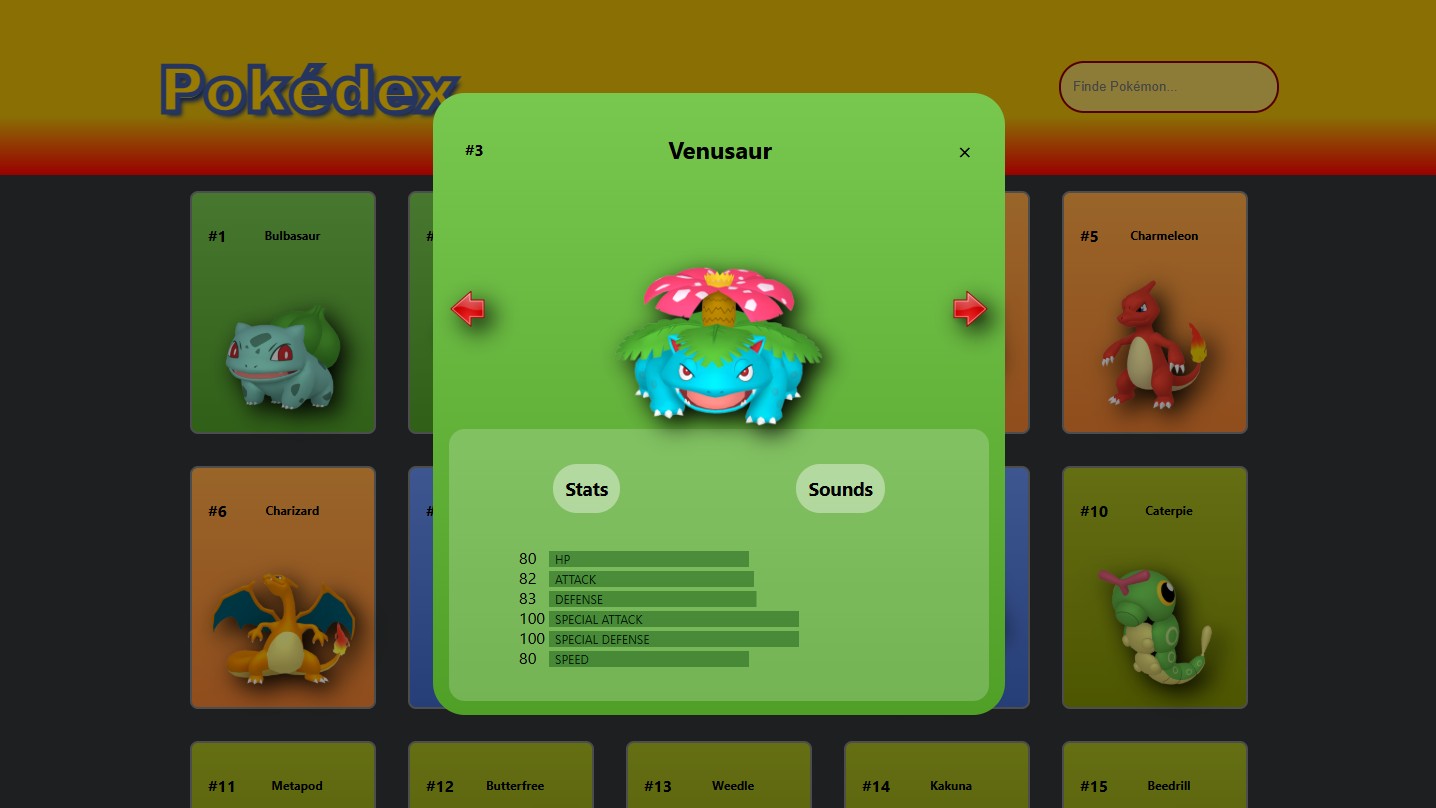 Pokédex
Finde Pokémon...
#3 Venusaur ×
#1 Bulbasaur
#
#5 Charmeleon
Stats Sounds
80 HP
82 ATTACK
83 DEFENSE
100 SPECIAL ATTACK
100 SPECIAL DEFENSE
80 SPEED
#6 Charizard
#
#10 Caterpie
#11 Metapod
#12 Butterfree
#13 Weedle
#14 Kakuna
#15 Beedrill